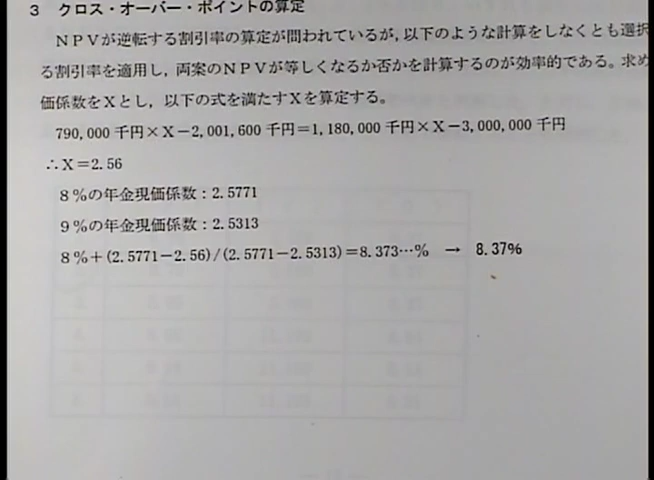 3 クロス・オーバー・ポイントの算定
NPVが逆転する割引率の算定が問われているが，以下のような計算をしなくとも選択
る割引率を適用し，両案のNPVが等しくなるか否かを計算するのが効率的である。求め
価係数をXとし，以下の式を満たすXを算定する。
790,000 千円×X－2,001,600 千円＝1,180,000 千円×X－3,000,000 千円
∴X＝2.56
8％の年金現価係数：2.5771
9％の年金現価係数：2.5313
8％＋(2.5771－2.56)/(2.5771－2.5313)＝8.373…％ → 8.37％